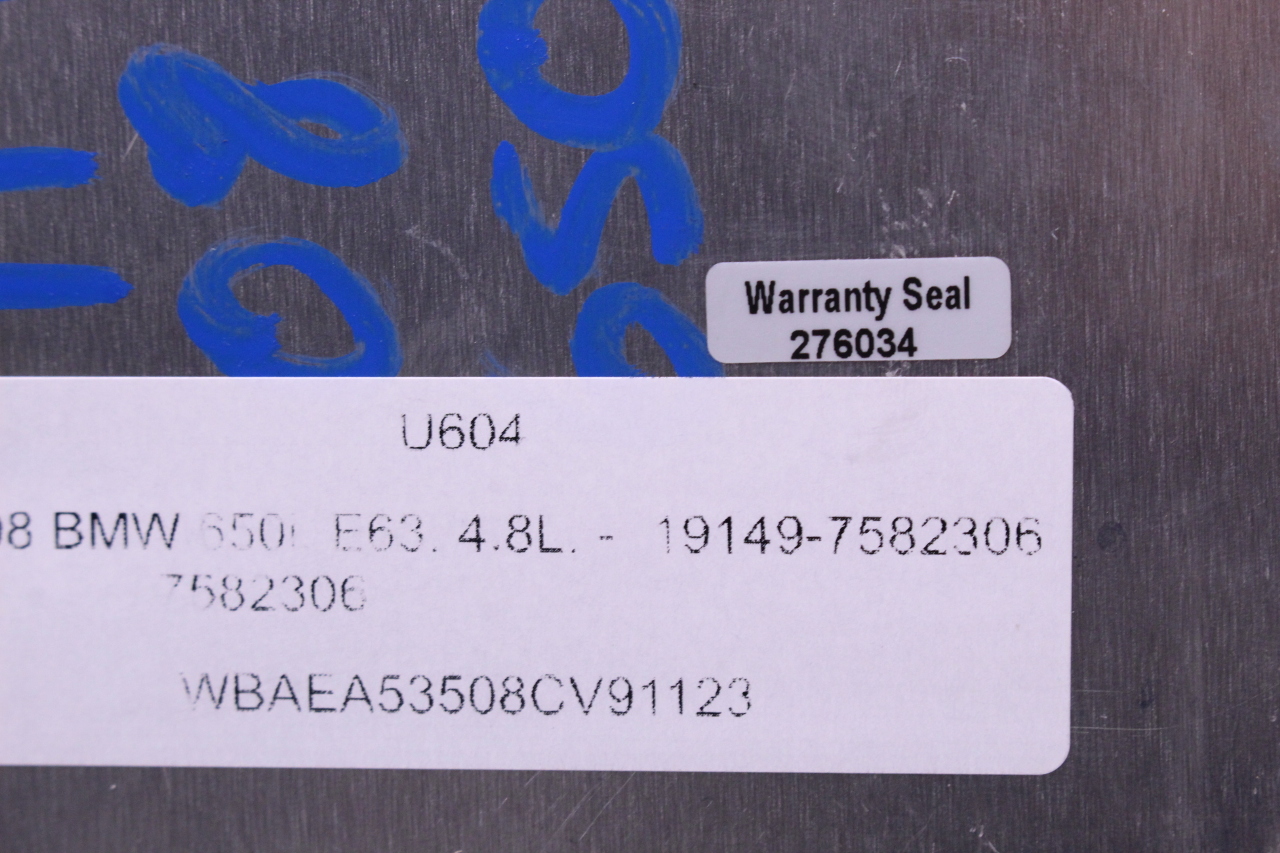 Warranty Seal
276034
U604
08 BMW 650i E63. 4.8L. - 19149-7582306
7582306
WBAEA53508CV91123